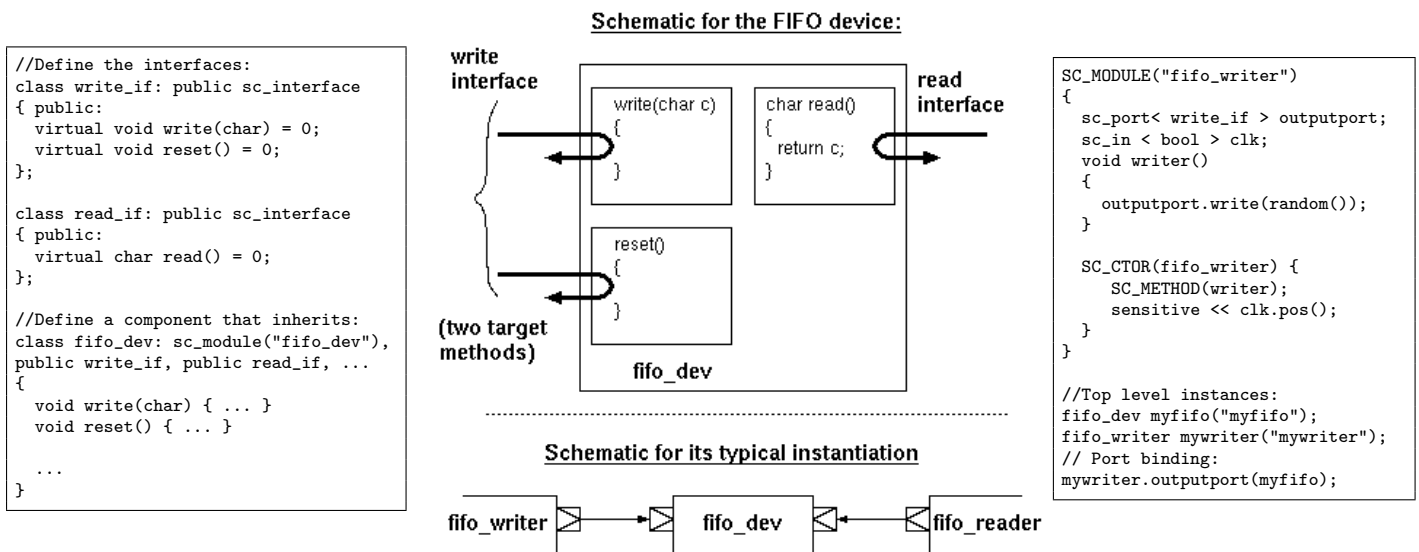 //Define the interfaces:
class write_if: public sc_interface
{ public:
  virtual void write(char) = 0;
  virtual void reset() = 0;
};
class read_if: public sc_interface
{ public:
  virtual char read() = 0;
};
//Define a component that inherits:
class fifo_dev: sc_module("fifo_dev"),
public write_if, public read_if, ...
{
  void write(char) { ... }
  void reset() { ... }
  ...
}
Schematic for the FIFO device:
write
interface
write(char c)
{
}
char read()
{
  return c;
}
read
interface
reset()
{
}
(two target
methods)
fifo_dev
Schematic for its typical instantiation
fifo_writer
fifo_dev
fifo_reader
SC_MODULE("fifo_writer")
{
  sc_port< write_if > outputport;
  sc_in < bool > clk;
  void writer()
  {
    outputport.write(random());
  }
  SC_CTOR(fifo_writer) {
     SC_METHOD(writer);
     sensitive << clk.pos();
  }
}
//Top level instances:
fifo_dev myfifo("myfifo");
fifo_writer mywriter("mywriter");
// Port binding:
mywriter.outputport(myfifo);